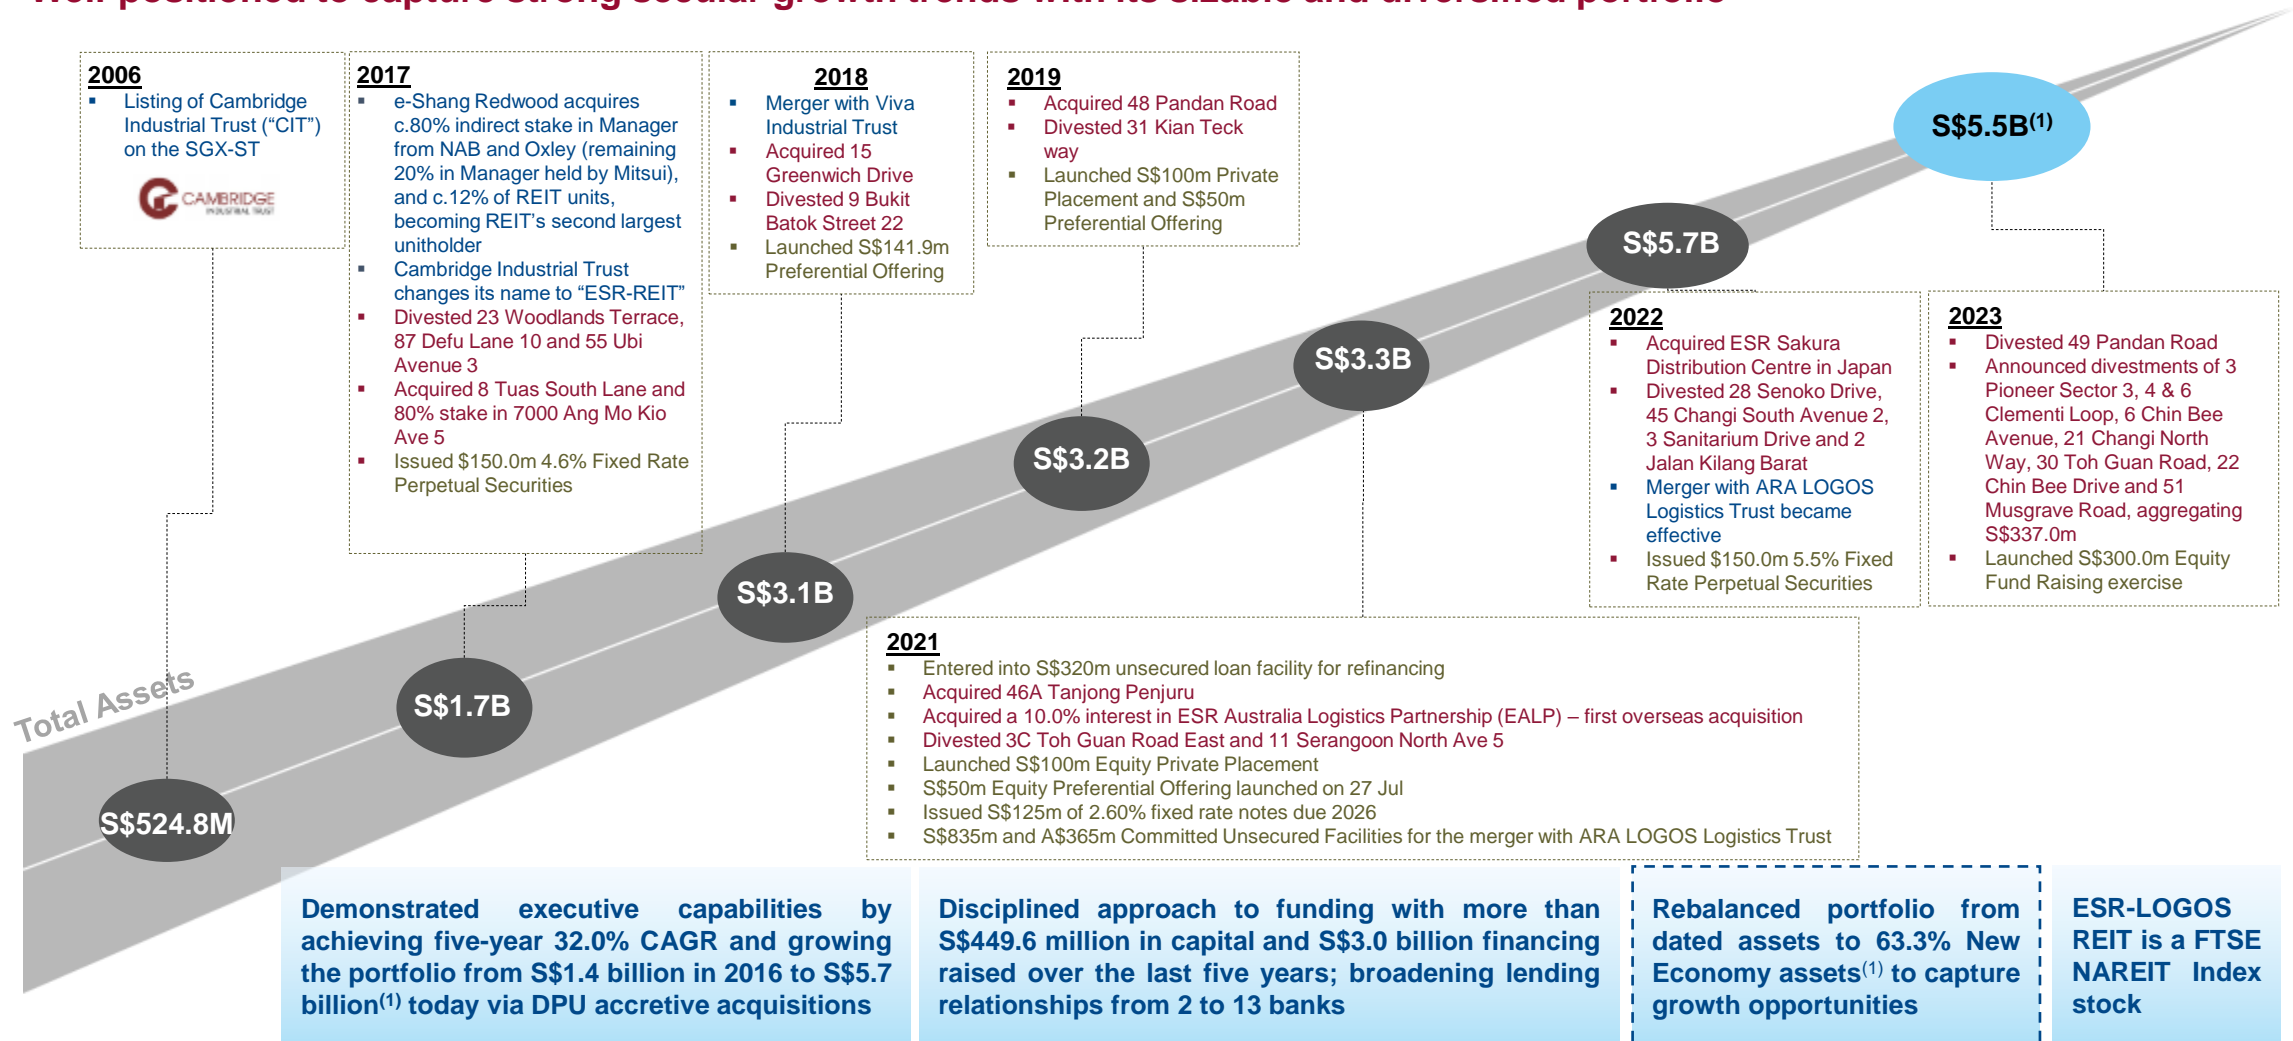 Well-positioned to capture strong secular growth trends with its sizable and diversified portfolio
2006
▪ Listing of Cambridge
Industrial Trust (“CIT”)
on the SGX-ST
CAMBRIDGE
INDUSTRIAL TRUST
2017
▪ e-Shang Redwood acquires
c.80% indirect stake in Manager
from NAB and Oxley (remaining
20% in Manager held by Mitsui),
and c.12% of REIT units,
becoming REIT’s second largest
unitholder
▪ Cambridge Industrial Trust
changes its name to “ESR-REIT”
▪ Divested 23 Woodlands Terrace,
87 Defu Lane 10 and 55 Ubi
Avenue 3
▪ Acquired 8 Tuas South Lane and
80% stake in 7000 Ang Mo Kio
Ave 5
▪ Issued $150.0m 4.6% Fixed Rate
Perpetual Securities
2018
▪ Merger with Viva
Industrial Trust
▪ Acquired 15
Greenwich Drive
▪ Divested 9 Bukit
Batok Street 22
▪ Launched S$141.9m
Preferential Offering
2019
▪ Acquired 48 Pandan Road
▪ Divested 31 Kian Teck
way
▪ Launched S$100m Private
Placement and S$50m
Preferential Offering
S$5.5B(1)
S$5.7B
S$3.3B
S$3.2B
S$3.1B
S$1.7B
S$524.8M
Total Assets
2022
▪ Acquired ESR Sakura
Distribution Centre in Japan
▪ Divested 28 Senoko Drive,
45 Changi South Avenue 2,
3 Sanitarium Drive and 2
Jalan Kilang Barat
▪ Merger with ARA LOGOS
Logistics Trust became
effective
▪ Issued $150.0m 5.5% Fixed
Rate Perpetual Securities
2023
▪ Divested 49 Pandan Road
▪ Announced divestments of 3
Pioneer Sector 3, 4 & 6
Clementi Loop, 6 Chin Bee
Avenue, 21 Changi North
Way, 30 Toh Guan Road, 22
Chin Bee Drive and 51
Musgrave Road, aggregating
S$337.0m
▪ Launched S$300.0m Equity
Fund Raising exercise
2021
▪ Entered into S$320m unsecured loan facility for refinancing
▪ Acquired 46A Tanjong Penjuru
▪ Acquired a 10.0% interest in ESR Australia Logistics Partnership (EALP) – first overseas acquisition
▪ Divested 3C Toh Guan Road East and 11 Serangoon North Ave 5
▪ Launched S$100m Equity Private Placement
▪ S$50m Equity Preferential Offering launched on 27 Jul
▪ Issued S$125m of 2.60% fixed rate notes due 2026
▪ S$835m and A$365m Committed Unsecured Facilities for the merger with ARA LOGOS Logistics Trust
Demonstrated executive capabilities by
achieving five-year 32.0% CAGR and growing
the portfolio from S$1.4 billion in 2016 to S$5.7
billion(1) today via DPU accretive acquisitions
Disciplined approach to funding with more than
S$449.6 million in capital and S$3.0 billion financing
raised over the last five years; broadening lending
relationships from 2 to 13 banks
Rebalanced portfolio from
dated assets to 63.3% New
Economy assets(1) to capture
growth opportunities
ESR-LOGOS
REIT is a FTSE
NAREIT Index
stock